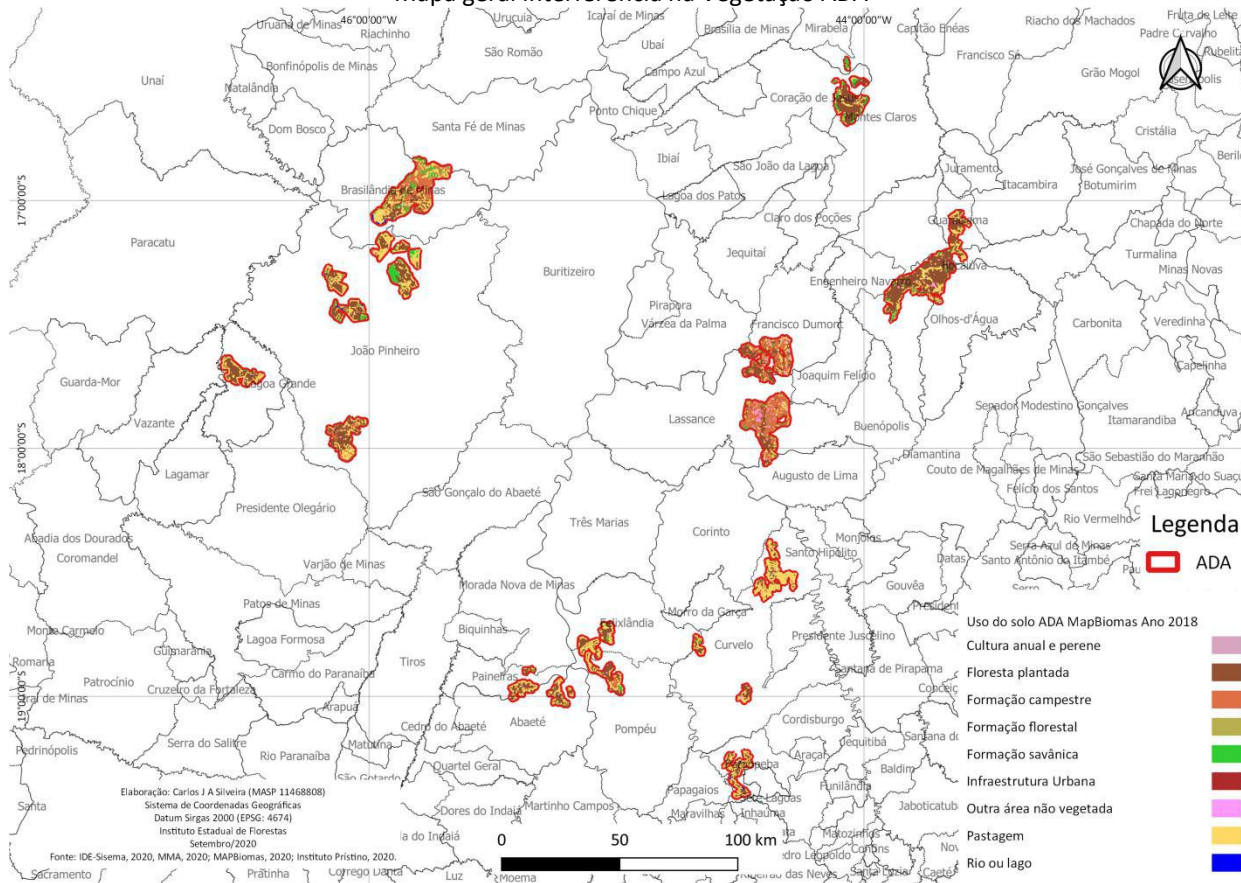 46°00'00"W
44°00'00"W
Uruana de Minas
Riachinho
Urucuia
Icaraí de Minas
Brasília de Minas
Mirabela
Capitão Enéas
Riacho dos Machados
Fruta de Leite
Padre Carvalho
Rubelita
São Romão
Ubaí
Francisco Sá
Unaí
Bonfinópolis de Minas
Campo Azul
Grão Mogol
Natalândia
Ponto Chique
Coração de Jesus
Montes Claros
Dom Bosco
Santa Fé de Minas
Cristália
Ibiaí
São João da Lagoa
Juramento
José Gonçalves de Minas
Itacambira
Botumirim
Brasilândia de Minas
Lagoa dos Patos
17°00'00"S
Claro dos Poções
Chapada do Norte
Paracatu
Jequitaí
Turmalina
Buritizeiro
Minas Novas
Engenheiro Navarro
Pirapora
Várzea da Palma
Francisco Dumont
Olhos-d'Água
Carbonita
Veredinha
João Pinheiro
Capelinha
Guarda-Mor
Lagoa Grande
Joaquim Felício
Vazante
Lassance
Senador Modestino Gonçalves
Itamarandiba
Aricanduva
Buenópolis
18°00'00"S
Diamantina
São Sebastião do Maranhão
Lagamar
Augusto de Lima
Couto de Magalhães de Minas
Felício dos Santos
Frei Lagonegro
São Gonçalo do Abaeté
Presidente Olegário
Três Marias
Corinto
Rio Vermelho
Legenda
ADA
Abadia dos Dourados
Monjolos
Santo Hipólito
Serra Azul de Minas
Santo Antônio do Itambé
Coromandel
Varjão de Minas
Morada Nova de Minas
Gouvêa
Patos de Minas
Morro da Garça
Uso do solo ADA MapBiomas Ano 2018
Monte Carmelo
Lagoa Formosa
Biquinhas
Felixlândia
Presidente Juscelino
Cultura anual e perene
Guimarânia
Curvelo
Romaria
Carmo do Paranaíba
Tiros
Paineiras
Santana de Pirapama
Floresta plantada
Patrocínio
Cruzeiro da Fortaleza
19°00'00"S
Arapuá
Formação campestre
Cedro do Abaeté
Abaeté
Pompéu
Cordisburgo
Formação florestal
Pedrinópolis
Serra do Salitre
Rio Paranaíba
Matutina
Jequitibá
Formação savânica
São Gotardo
Quartel Geral
Baldim
Infraestrutura Urbana
Papagaios
Funilândia
Outra área não vegetada
Elaboração: Carlos J A Silveira (MASP 11468808)
Sistema de Coordenadas Geográficas
Datum Sirgas 2000 (EPSG: 4674)
Instituto Estadual de Florestas
Setembro/2020
Fonte: IDE-Sisema, 2020, MMA, 2020; MAPBiomas, 2020; Instituto Prístino, 2020.
Dores do Indaiá
Martinho Campos
Maravilhas
Inhaúma
Pastagem
Matozinhos
Rio ou lago
0 50 100 km
Sacramento
Pratinha
Córrego Danta
Luz
Moema